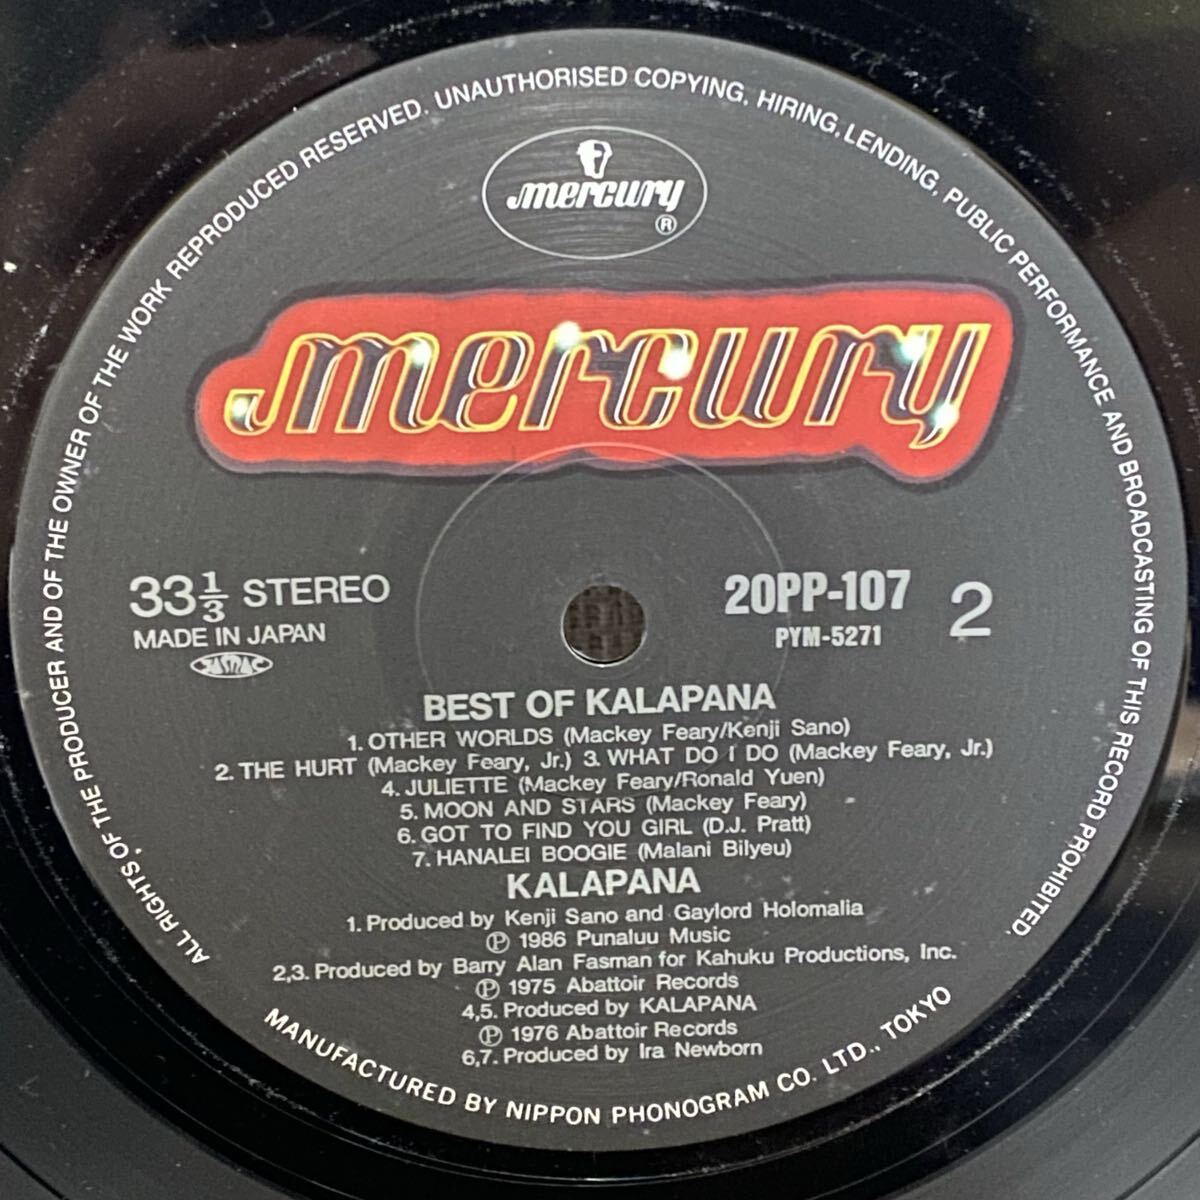 ALL RIGHTS OF THE PRODUCER AND OF THE OWNER OF THE WORK REPRODUCED RESERVED. UNAUTHORISED COPYING, HIRING, LENDING, PUBLIC PERFORMANCE AND BROADCASTING OF THIS RECORD PROHIBITED.
mercury
®
mercury
33⅓ STEREO
MADE IN JAPAN
JASRAC
20PP-107
PYM-5271
2
BEST OF KALAPANA
1. OTHER WORLDS (Mackey Feary/Kenji Sano)
2. THE HURT (Mackey Feary, Jr.) 3. WHAT DO I DO (Mackey Feary, Jr.)
4. JULIETTE (Mackey Feary/Ronald Yuen)
5. MOON AND STARS (Mackey Feary)
6. GOT TO FIND YOU GIRL (D.J. Pratt)
7. HANALEI BOOGIE (Malani Bilyeu)
KALAPANA
1. Produced by Kenji Sano and Gaylord Holomalia
℗ 1986 Punaluu Music
2,3. Produced by Barry Alan Fasman for Kahuku Productions, Inc.
℗ 1975 Abattoir Records
4,5. Produced by KALAPANA
℗ 1976 Abattoir Records
6,7. Produced by Ira Newborn
MANUFACTURED BY NIPPON PHONOGRAM CO. LTD., TOKYO